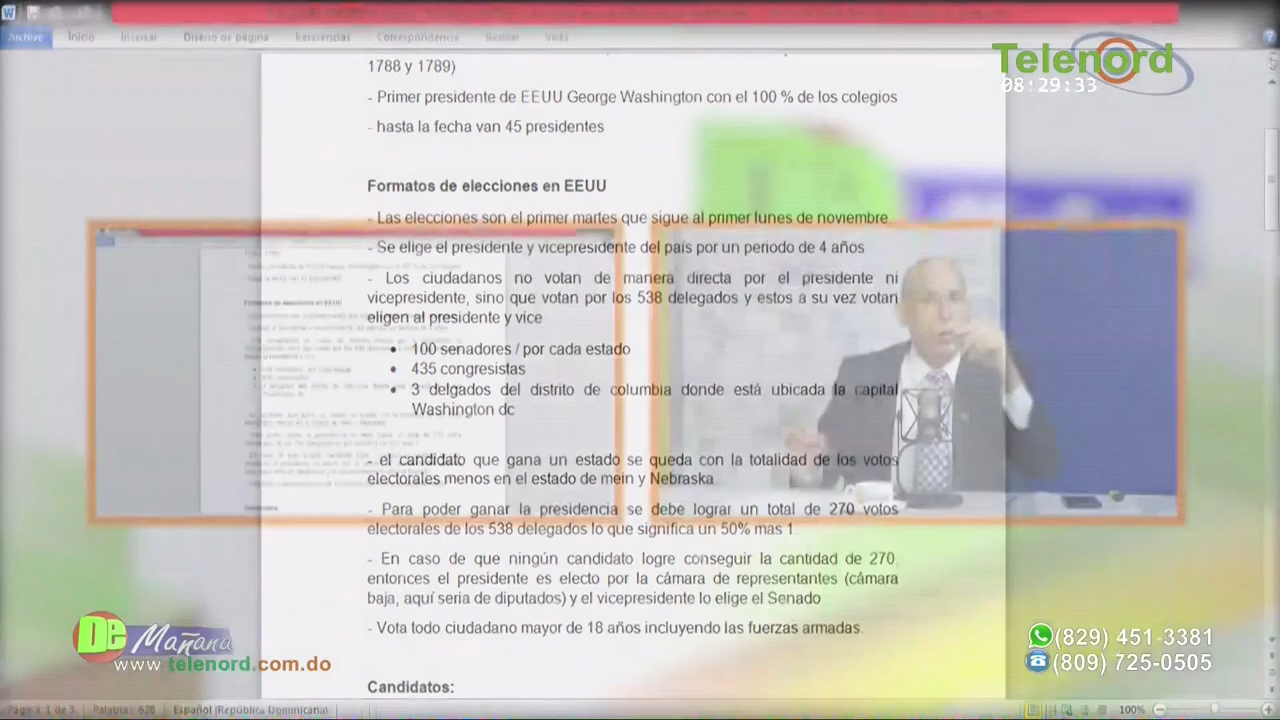 Archivo Inicio Insertar Diseño de página Referencias Correspondencia Revisar Vista
Telenord
08:29:33
1788 y 1789)
- Primer presidente de EEUU George Washington con el 100 % de los colegios
- hasta la fecha van 45 presidentes
Formatos de elecciones en EEUU
- Las elecciones son el primer martes que sigue al primer lunes de noviembre.
- Se elige el presidente y vicepresidente del país por un periodo de 4 años
- Los ciudadanos no votan de manera directa por el presidente ni
vicepresidente, sino que votan por los 538 delegados y estos a su vez votan
eligen al presidente y vice
• 100 senadores / por cada estado
• 435 congresistas
• 3 delgados del distrito de columbia donde está ubicada la capital
Washington dc
- el candidato que gana un estado se queda con la totalidad de los votos
electorales menos en el estado de mein y Nebraska
- Para poder ganar la presidencia se debe lograr un total de 270 votos
electorales de los 538 delegados lo que significa un 50% mas 1.
- En caso de que ningún candidato logre conseguir la cantidad de 270,
entonces el presidente es electo por la cámara de representantes (cámara
baja, aquí seria de diputados) y el vicepresidente lo elige el Senado
- Vota todo ciudadano mayor de 18 años incluyendo las fuerzas armadas.
Candidatos:
De Mañana
www.telenord.com.do
(829) 451-3381
(809) 725-0505
Página: 1 de 3 Palabras: 628 Español (República Dominicana) 100%